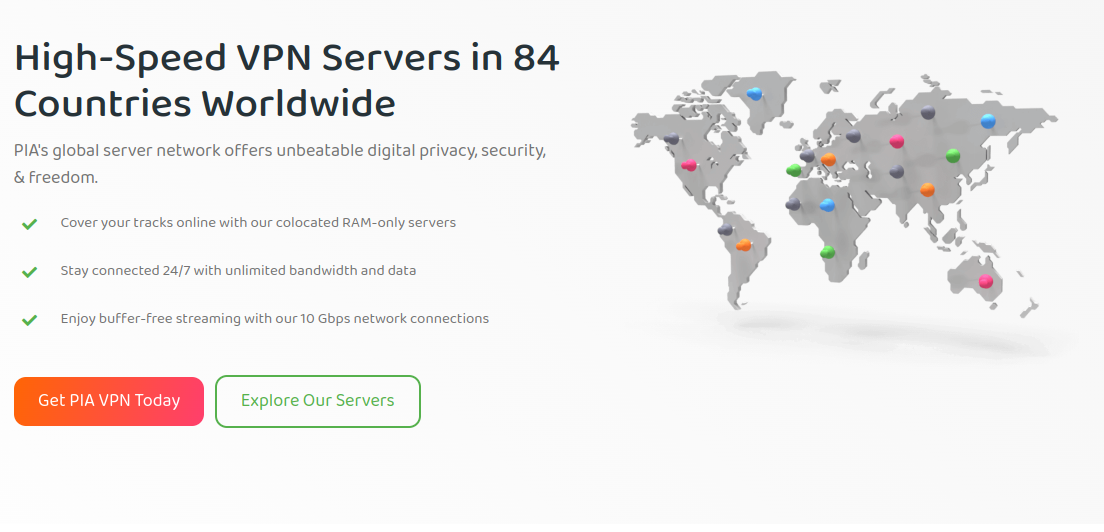 High-Speed VPN Servers in 84
Countries Worldwide
PIA's global server network offers unbeatable digital privacy, security,
& freedom.
Cover your tracks online with our colocated RAM-only servers
Stay connected 24/7 with unlimited bandwidth and data
Enjoy buffer-free streaming with our 10 Gbps network connections
Get PIA VPN Today
Explore Our Servers